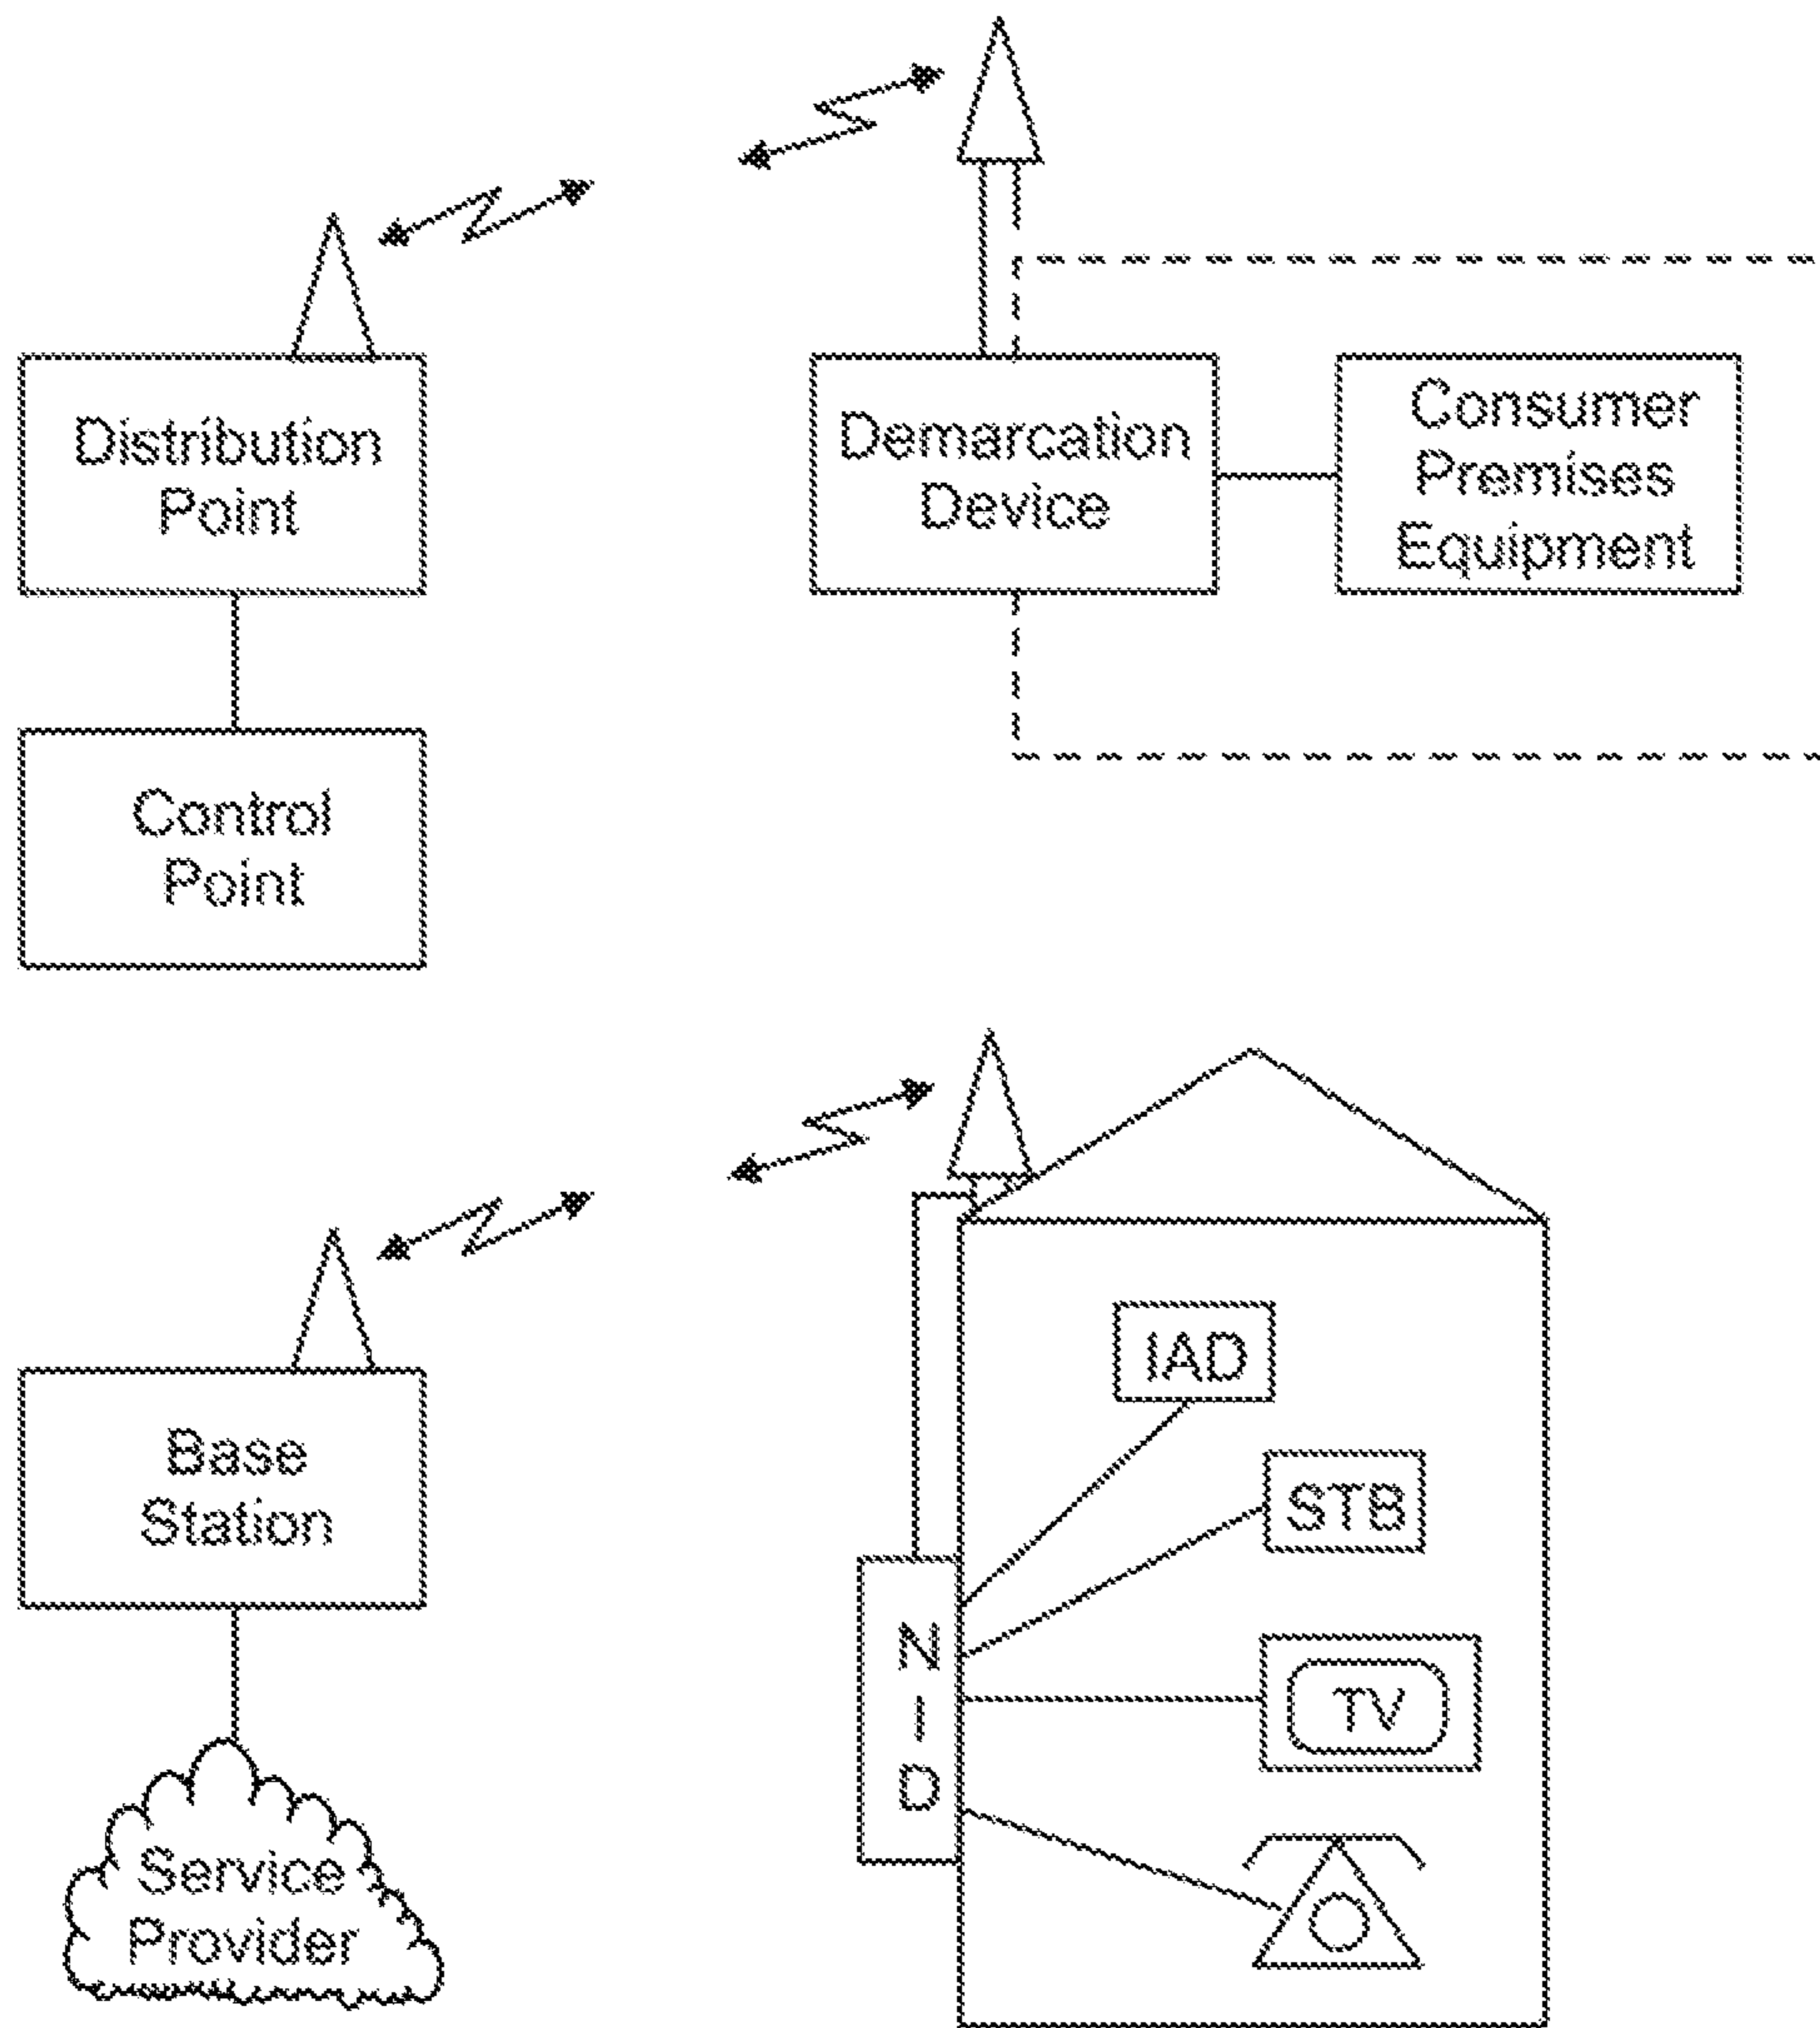 Distribution
Point
Demarcation
Device
Consumer
Premises
Equipment
Control
Point
Base
Station
Service
Provider
N
I
D
IAD
STB
TV